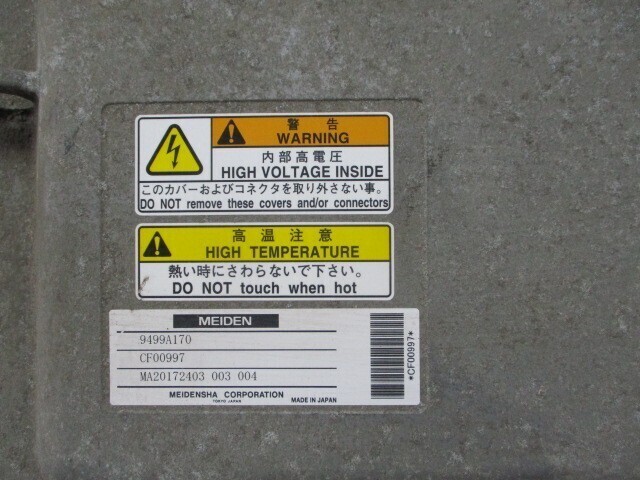 警告
WARNING
内部高電圧
HIGH VOLTAGE INSIDE
このカバーおよびコネクタを取り外さない事。
DO NOT remove these covers and/or connectors
高温注意
HIGH TEMPERATURE
熱い時にさわらないで下さい。
DO NOT touch when hot
MEIDEN
9499A170
CF00997
MA20172403 003 004
MEIDENSHA CORPORATION
TOKYO JAPAN
MADE IN JAPAN
*CF00997*